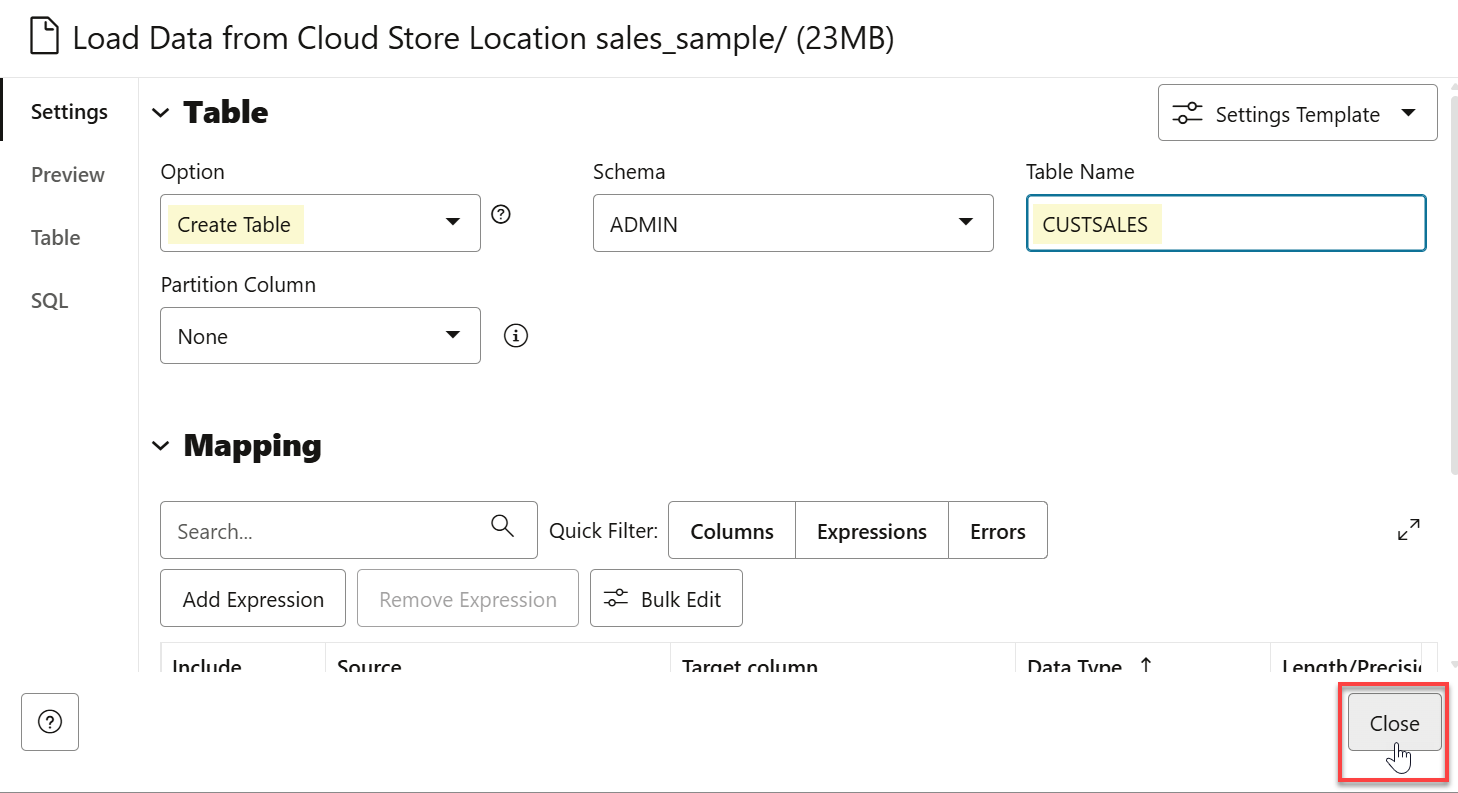 Load Data from Cloud Store Location sales_sample/ (23MB)
Settings
Preview
Table
SQL
Table
Settings Template
Option
Schema
Table Name
Create Table
ADMIN
CUSTSALES
Partition Column
None
Mapping
Search...
Quick Filter:
Columns
Expressions
Errors
Add Expression
Remove Expression
Bulk Edit
Include
Source
Target column
Data Type
Length/Precisi
Close